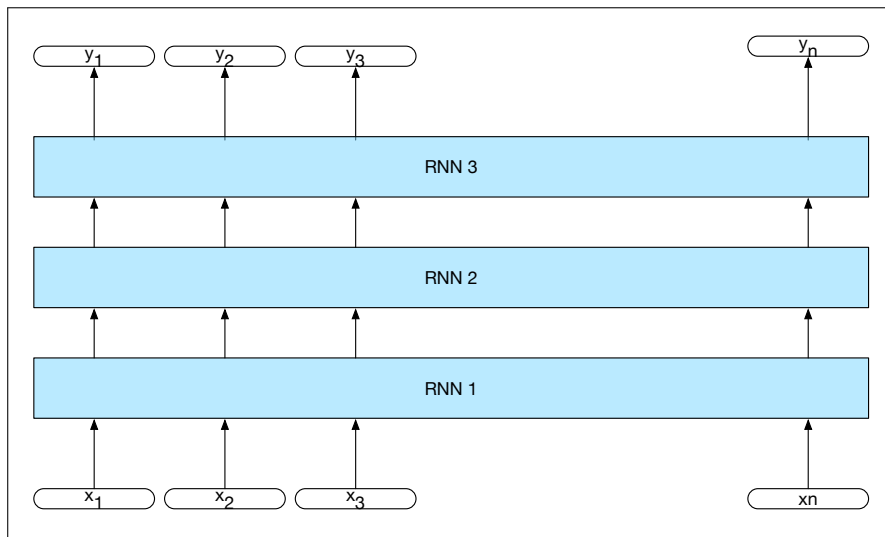 y₁ y₂ y₃ yₙ
RNN 3
RNN 2
RNN 1
x₁ x₂ x₃ xn